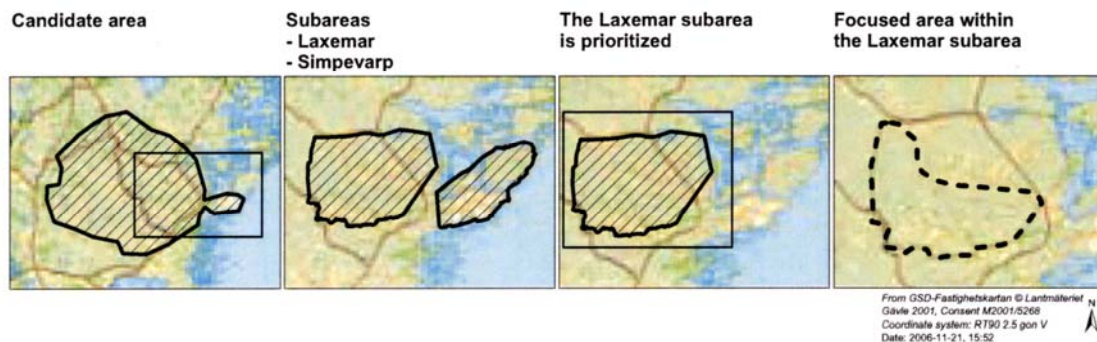 Candidate area
Subareas
- Laxemar
- Simpevarp
The Laxemar subarea
is prioritized
Focused area within
the Laxemar subarea
From GSD-Fastighetskartan © Lantmäteriet
Gävle 2001, Consent M2001/5268
Coordinate system: RT90 2.5 gon V
Date: 2006-11-21, 15:52
N